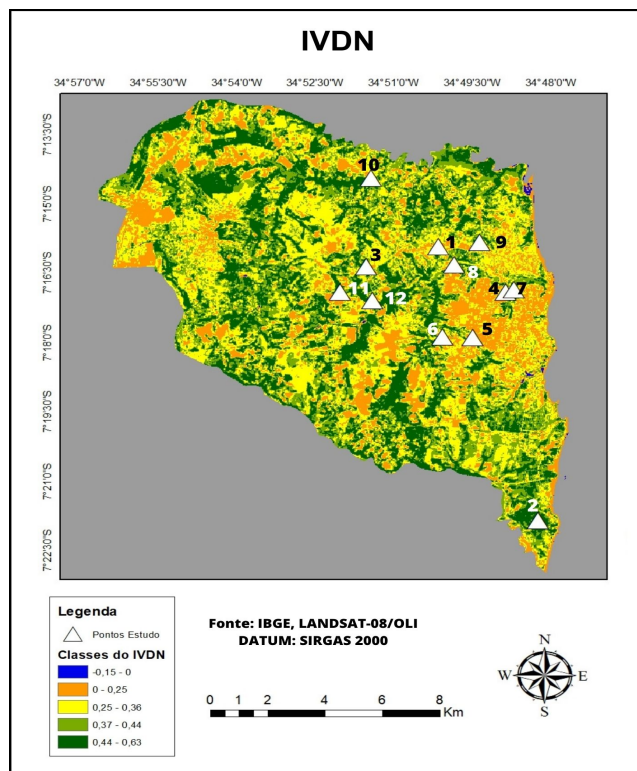 IVDN
34°57'0"W 34°55'30"W 34°54'0"W 34°52'30"W 34°51'0"W 34°49'30"W 34°48'0"W
7°13'30"S
7°15'0"S
7°16'30"S
7°18'0"S
7°19'30"S
7°21'0"S
7°22'30"S
10
1
9
3
8
11
12
4
7
6
5
2
Legenda
Pontos Estudo
Classes do IVDN
-0,15 - 0
0 - 0,25
0,25 - 0,36
0,37 - 0,44
0,44 - 0,63
Fonte: IBGE, LANDSAT-08/OLI
DATUM: SIRGAS 2000
0 1 2 4 6 8
Km
N
W E
S